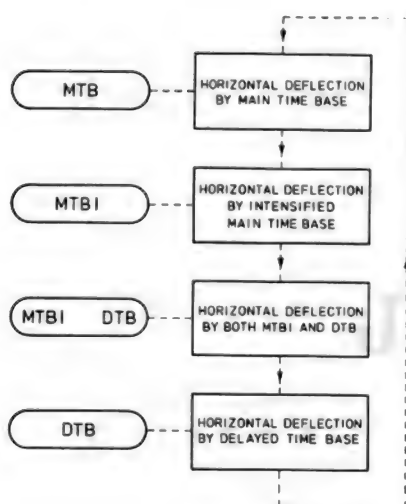 MTB
HORIZONTAL DEFLECTION
BY MAIN TIME BASE
MTBI
HORIZONTAL DEFLECTION
BY INTENSIFIED
MAIN TIME BASE
MTBI DTB
HORIZONTAL DEFLECTION
BY BOTH MTBI AND DTB
DTB
HORIZONTAL DEFLECTION
BY DELAYED TIME BASE